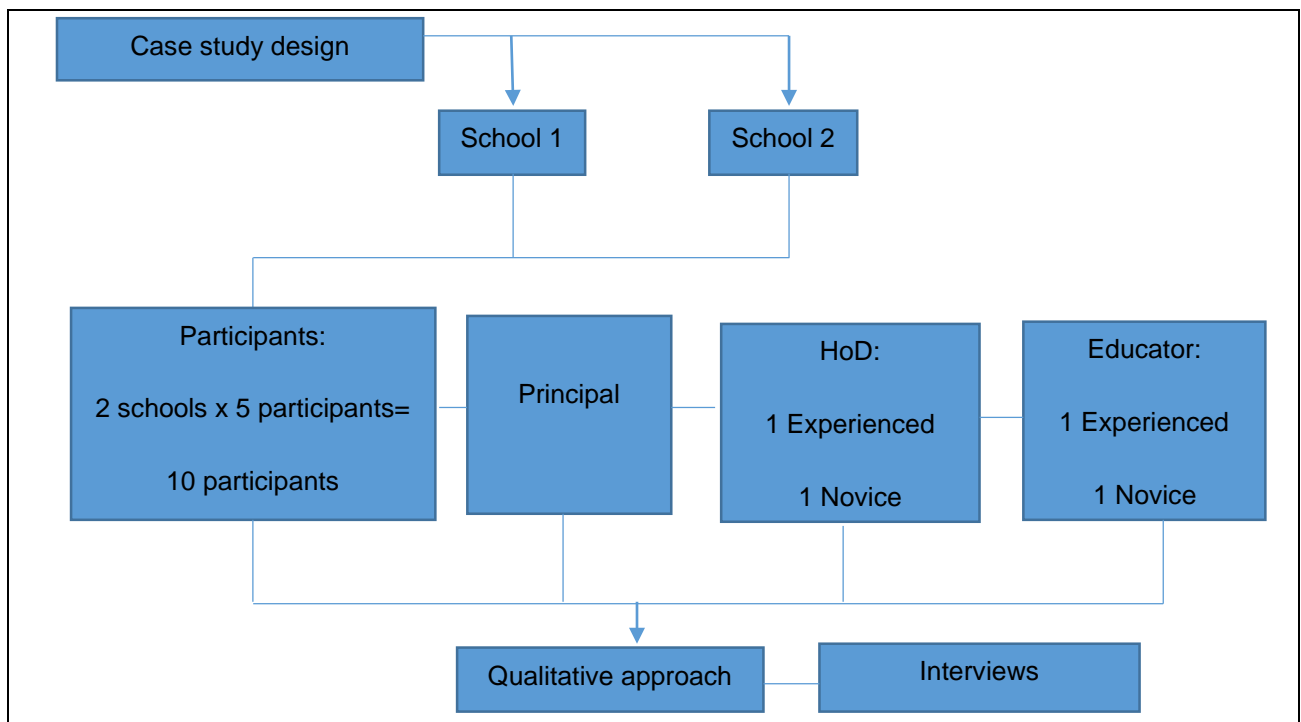 Case study design
School 1
School 2
Participants:
2 schools x 5 participants=
10 participants
Principal
HoD:
1 Experienced
1 Novice
Educator:
1 Experienced
1 Novice
Qualitative approach
Interviews